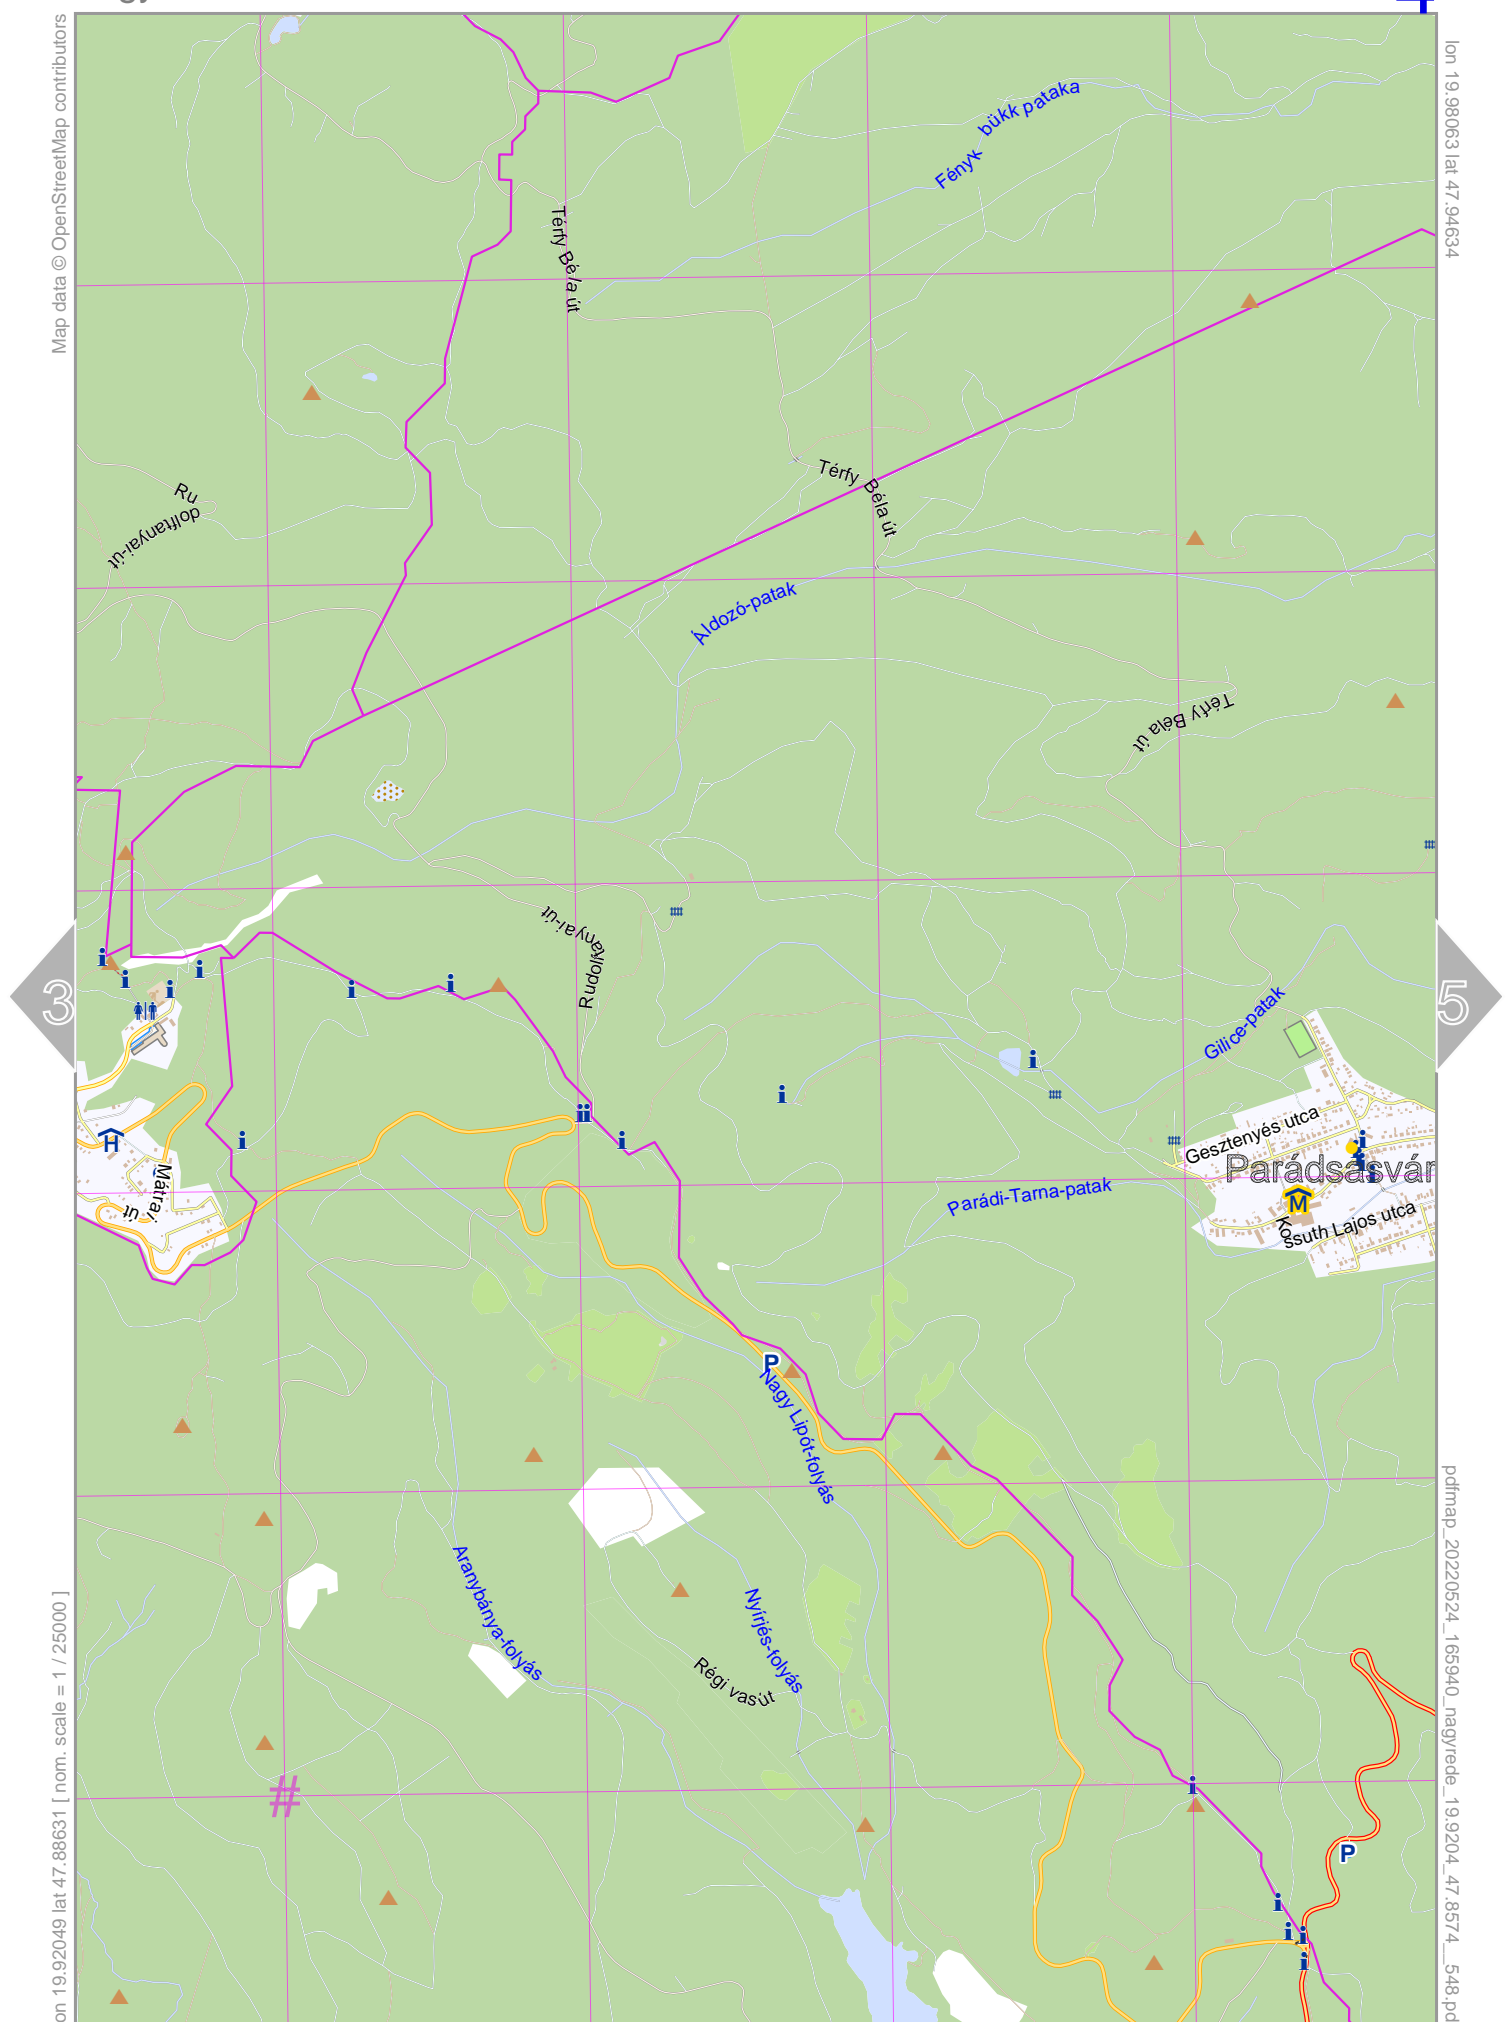 Map data © OpenStreetMap contributors
lon 19.98063 lat 47.94634
bükk pataka
Fényk
Térfy Béla út
Térfy Béla út
Ru
dolftanyai-út
Áldozó-patak
Térfy Béla út
Rudolftanyai-út
3
5
Gilice-patak
Gesztenyés utca
Parádsasvár
H
M
Mátrai út
Parádi-Tarna-patak
Kossuth Lajos utca
P
Nagy Lipót-folyás
Aranybánya-folyás
Nyírjés-folyás
Régi vasút
#
P
on 19.92049 lat 47.88631 [ nom. scale = 1 / 25000 ]
pdfmap_20220524_165940_nagyrede_19.9204_47.8574__548.pd